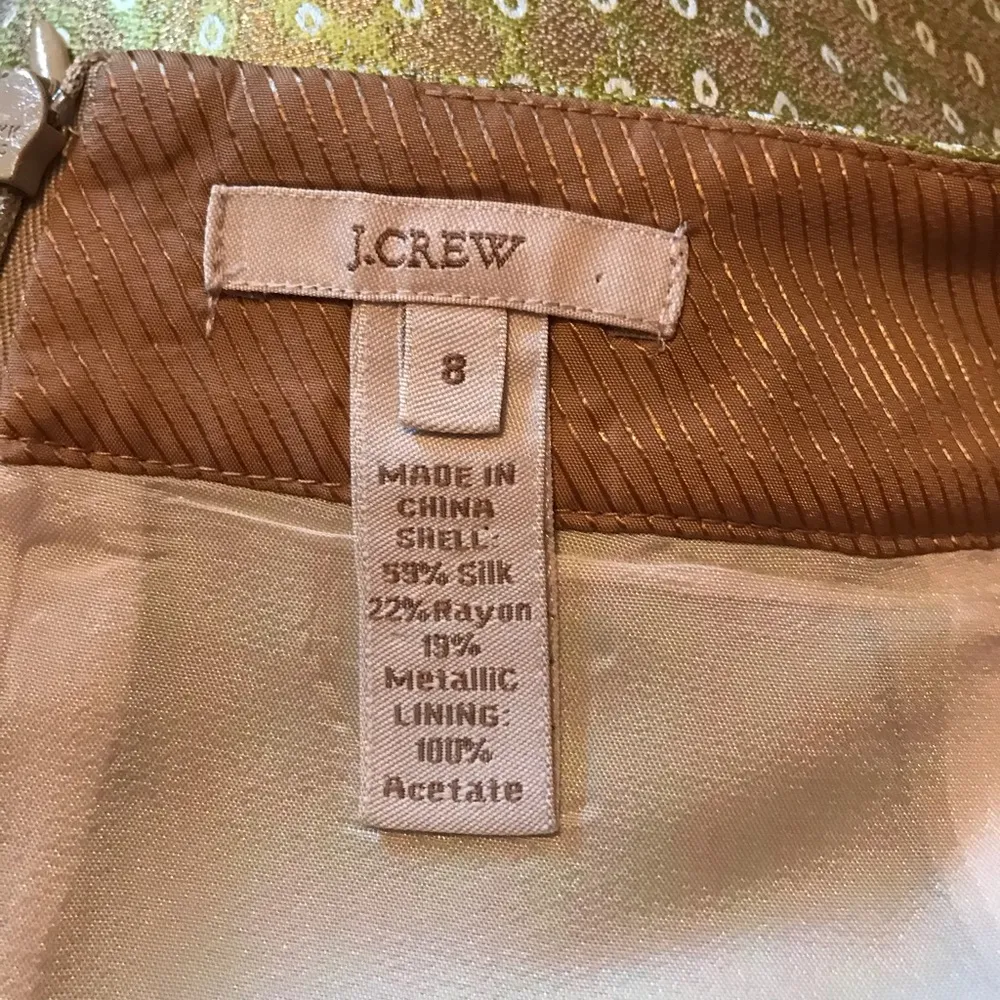 J.CREW
8
MADE IN
CHINA
SHELL:
59% Silk
22% Rayon
19%
Metallic
LINING:
100%
Acetate